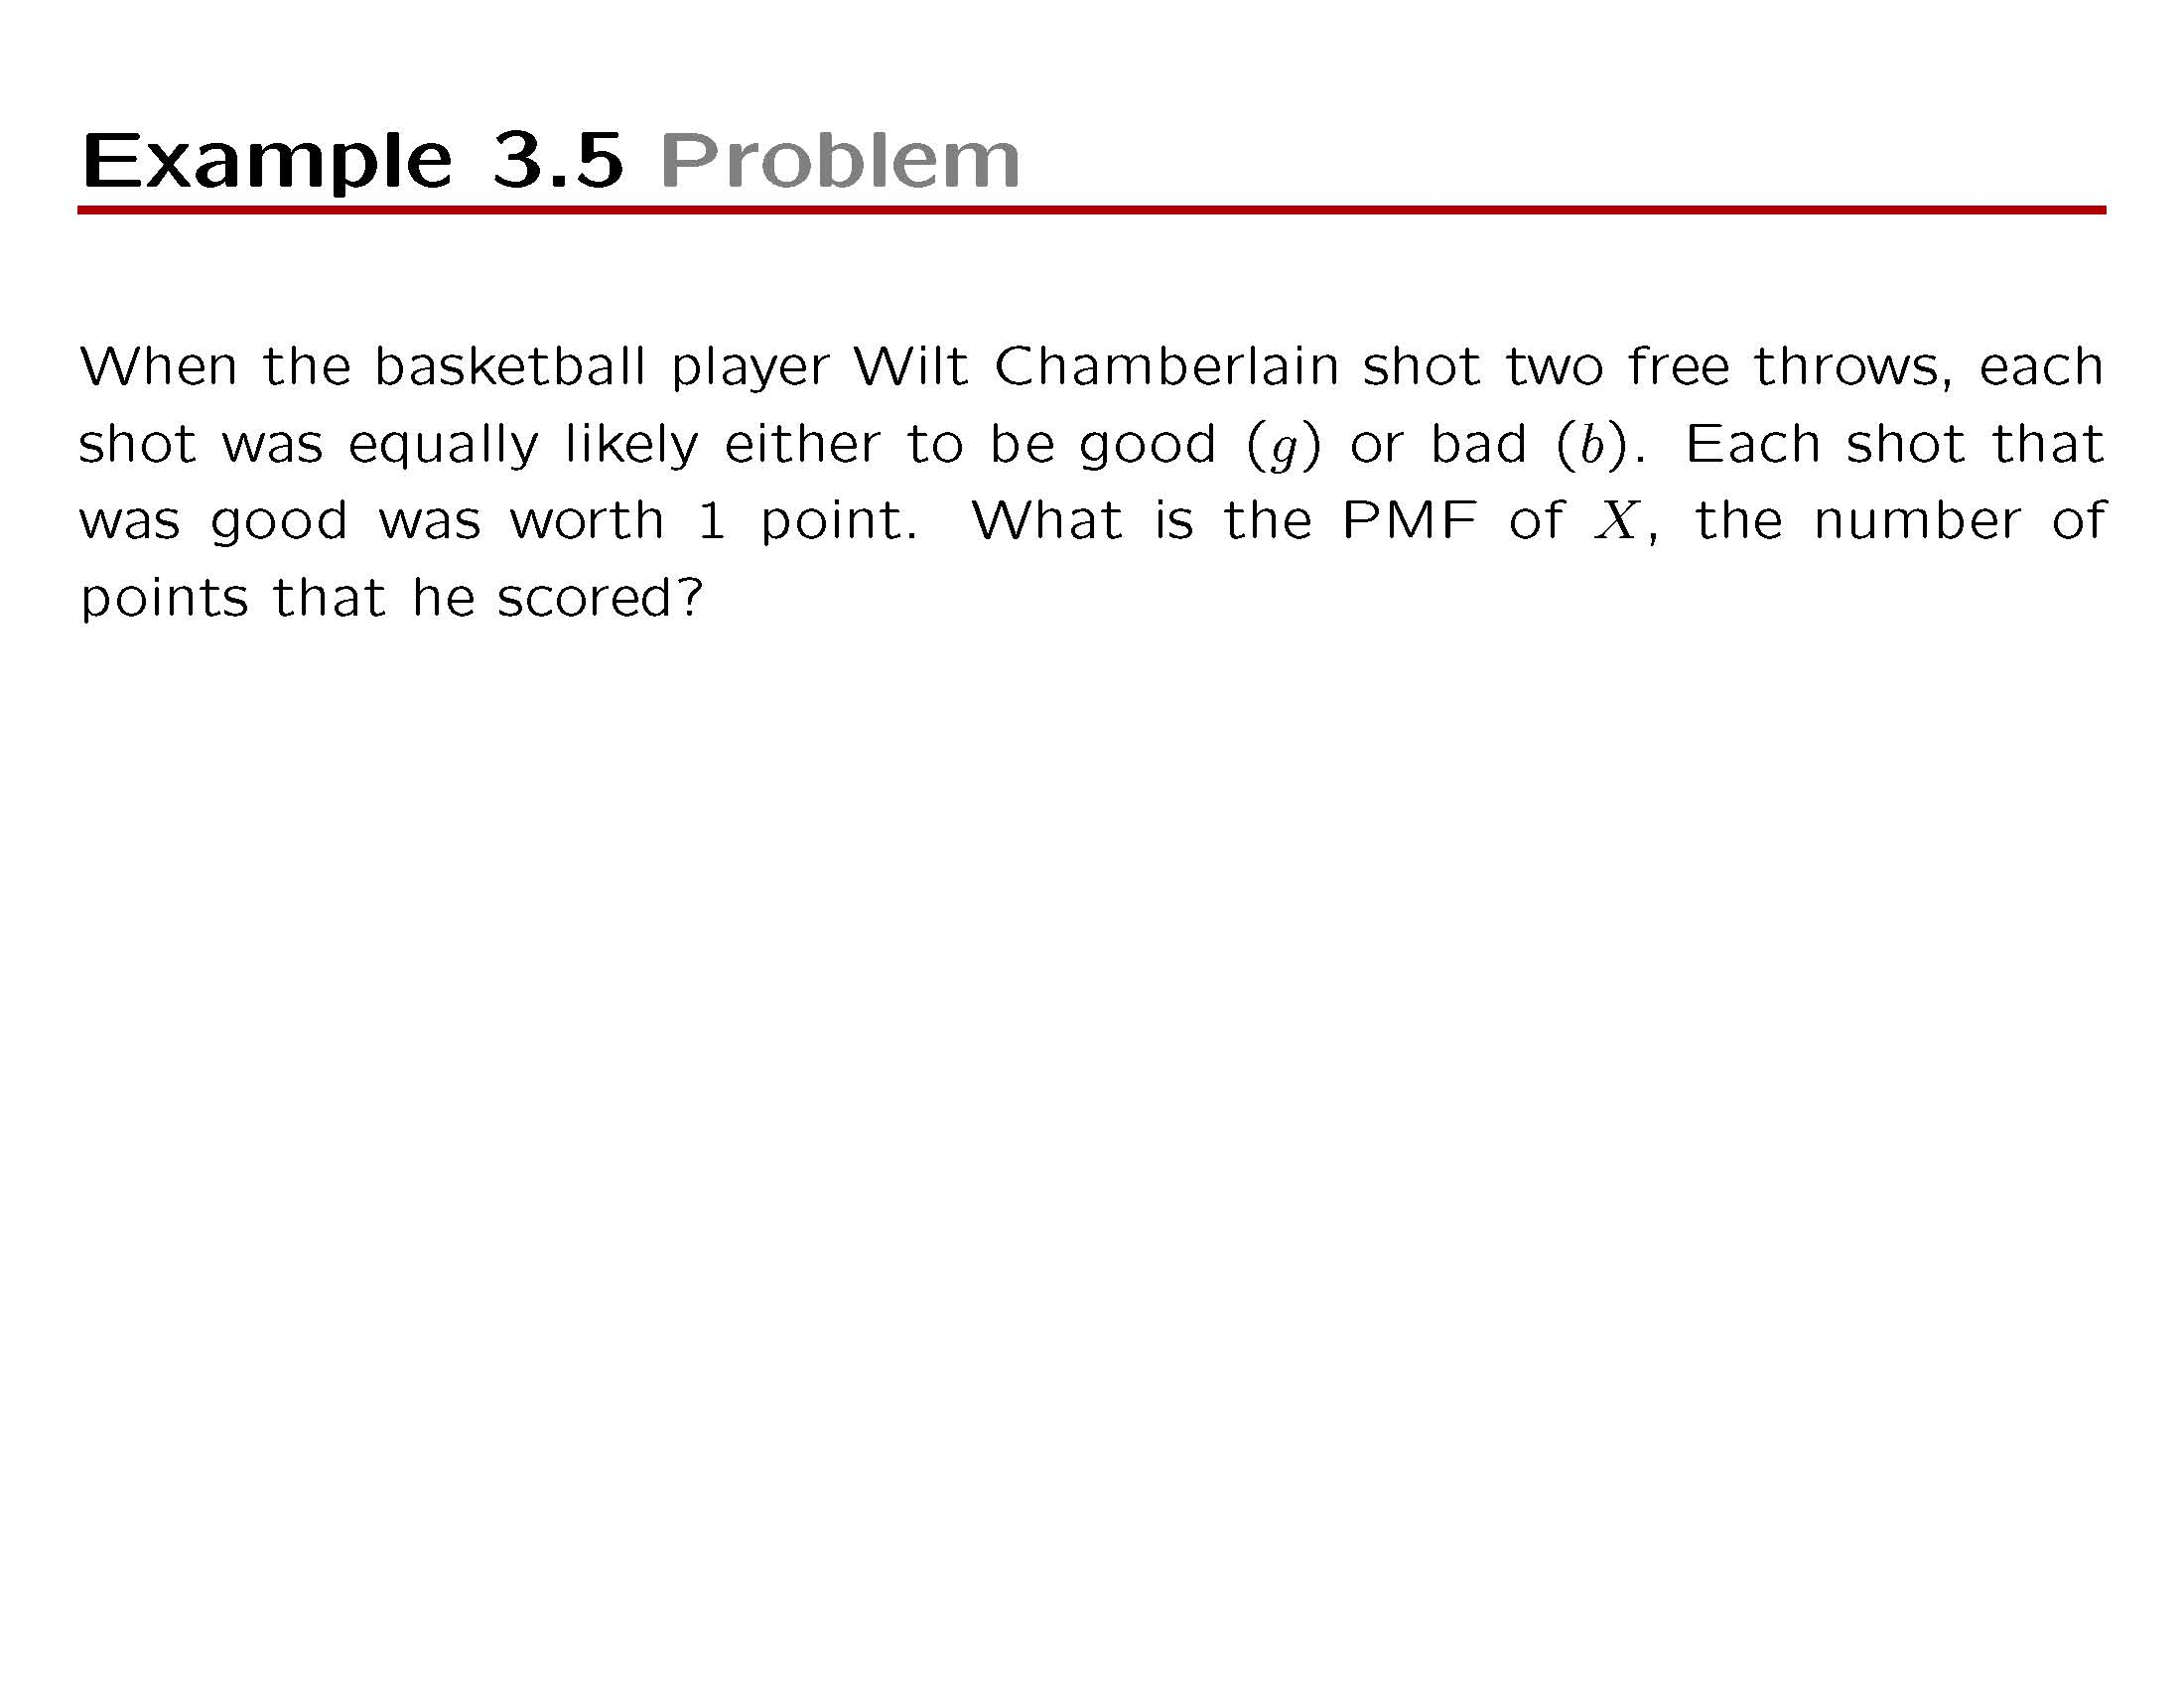 Example 3.5 Problem
When the basketball player Wilt Chamberlain shot two free throws, each
shot was equally likely either to be good (g) or bad (b). Each shot that
was good was worth 1 point. What is the PMF of X, the number of
points that he scored?